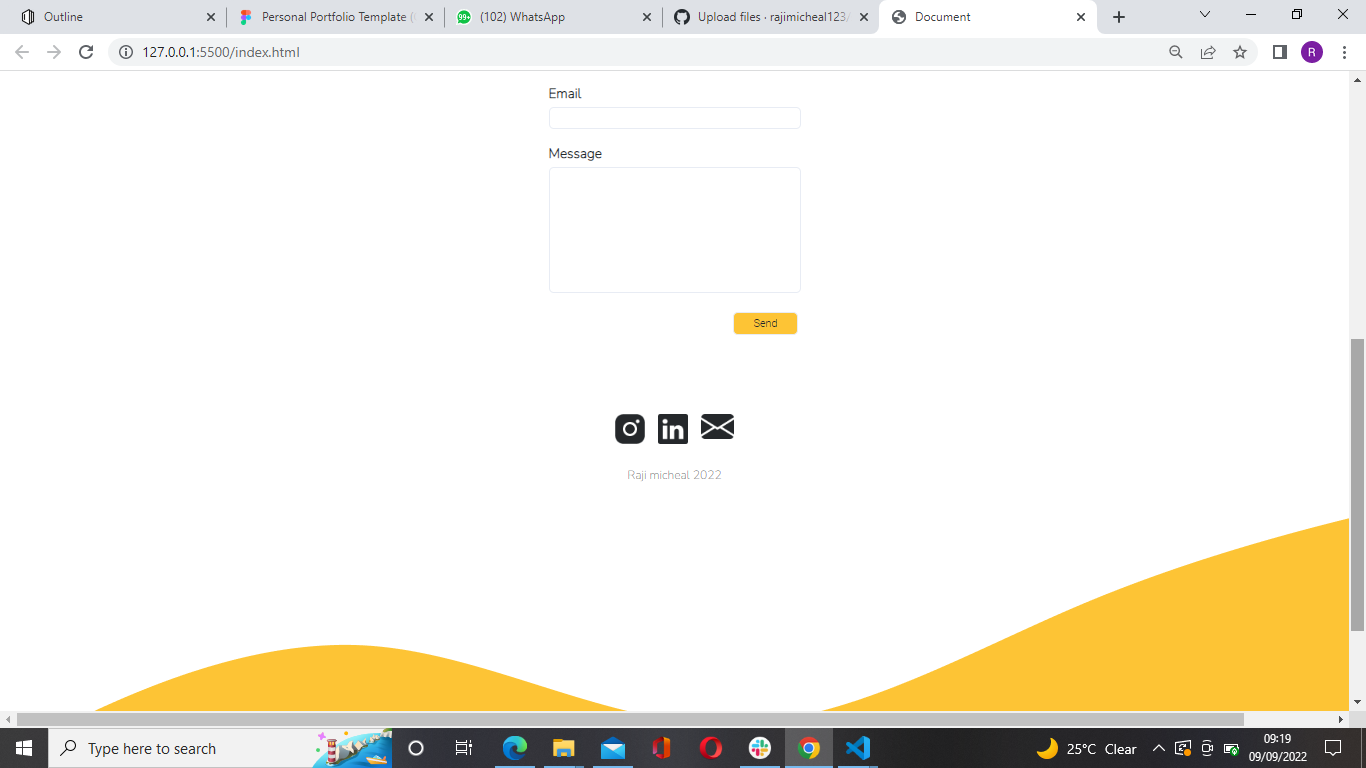 Outline
Personal Portfolio Template (
(102) WhatsApp
Upload files · rajimicheal123/
Document
127.0.0.1:5500/index.html
R
Email
Message
Send
in
Raji micheal 2022
Type here to search
25°C Clear
09:19
09/09/2022